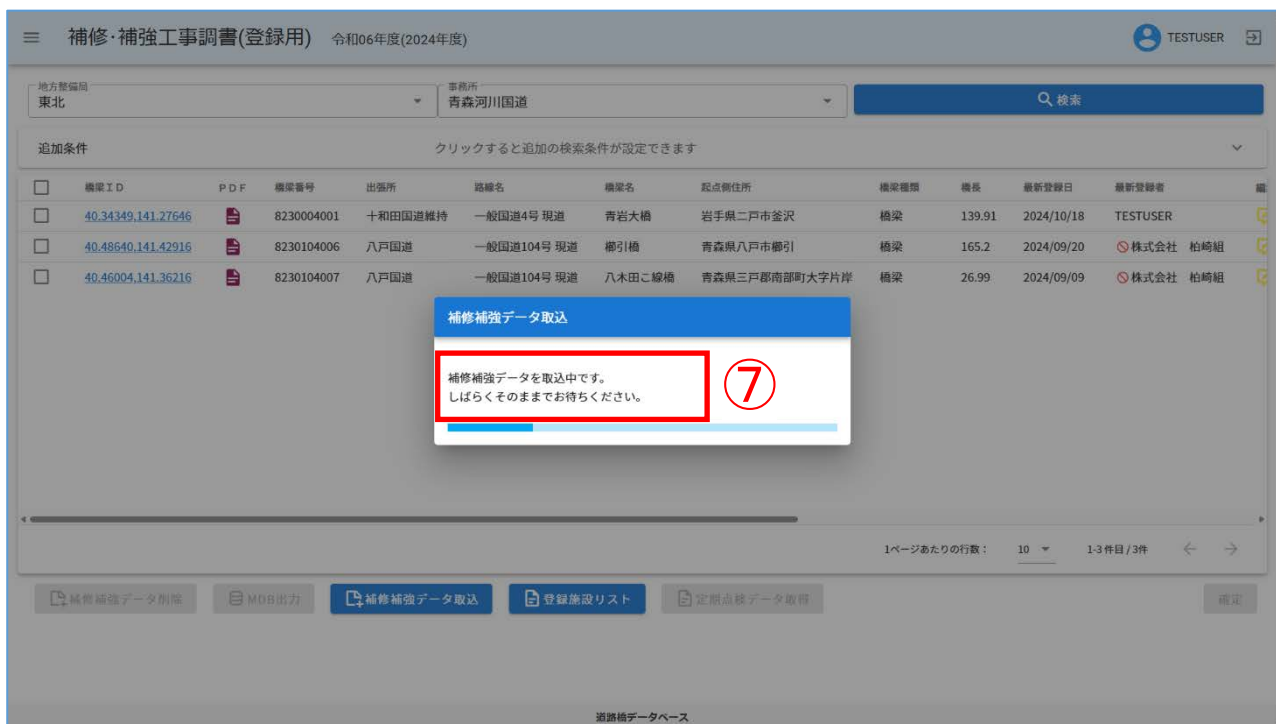 補修･補強工事調書(登録用) 令和06年度(2024年度) TESTUSER
地方整備局 事務所
東北 青森河川国道 検索
追加条件 クリックすると追加の検索条件が設定できます
橋梁ＩＤ ＰＤＦ 橋梁番号 出張所 路線名 橋梁名 起点側住所 橋梁種類 橋長 最新登録日 最新登録者 編
40.34349,141.27646 8230004001 十和田国道維持 一般国道4号 現道 青岩大橋 岩手県二戸市釜沢 橋梁 139.91 2024/10/18 TESTUSER
40.48640,141.42916 8230104006 八戸国道 一般国道104号 現道 櫛引橋 青森県八戸市櫛引 橋梁 165.2 2024/09/20 株式会社 柏崎組
40.46004,141.36216 8230104007 八戸国道 一般国道104号 現道 八木田こ線橋 青森県三戸郡南部町大字片岸 橋梁 26.99 2024/09/09 株式会社 柏崎組
補修補強データ取込
補修補強データを取込中です。
しばらくそのままでお待ちください。
⑦
1ページあたりの行数： 10 1-3 件目 / 3件
補修補強データ削除 MDB出力 補修補強データ取込 登録施設リスト 定期点検データ取得 確定
道路橋データベース